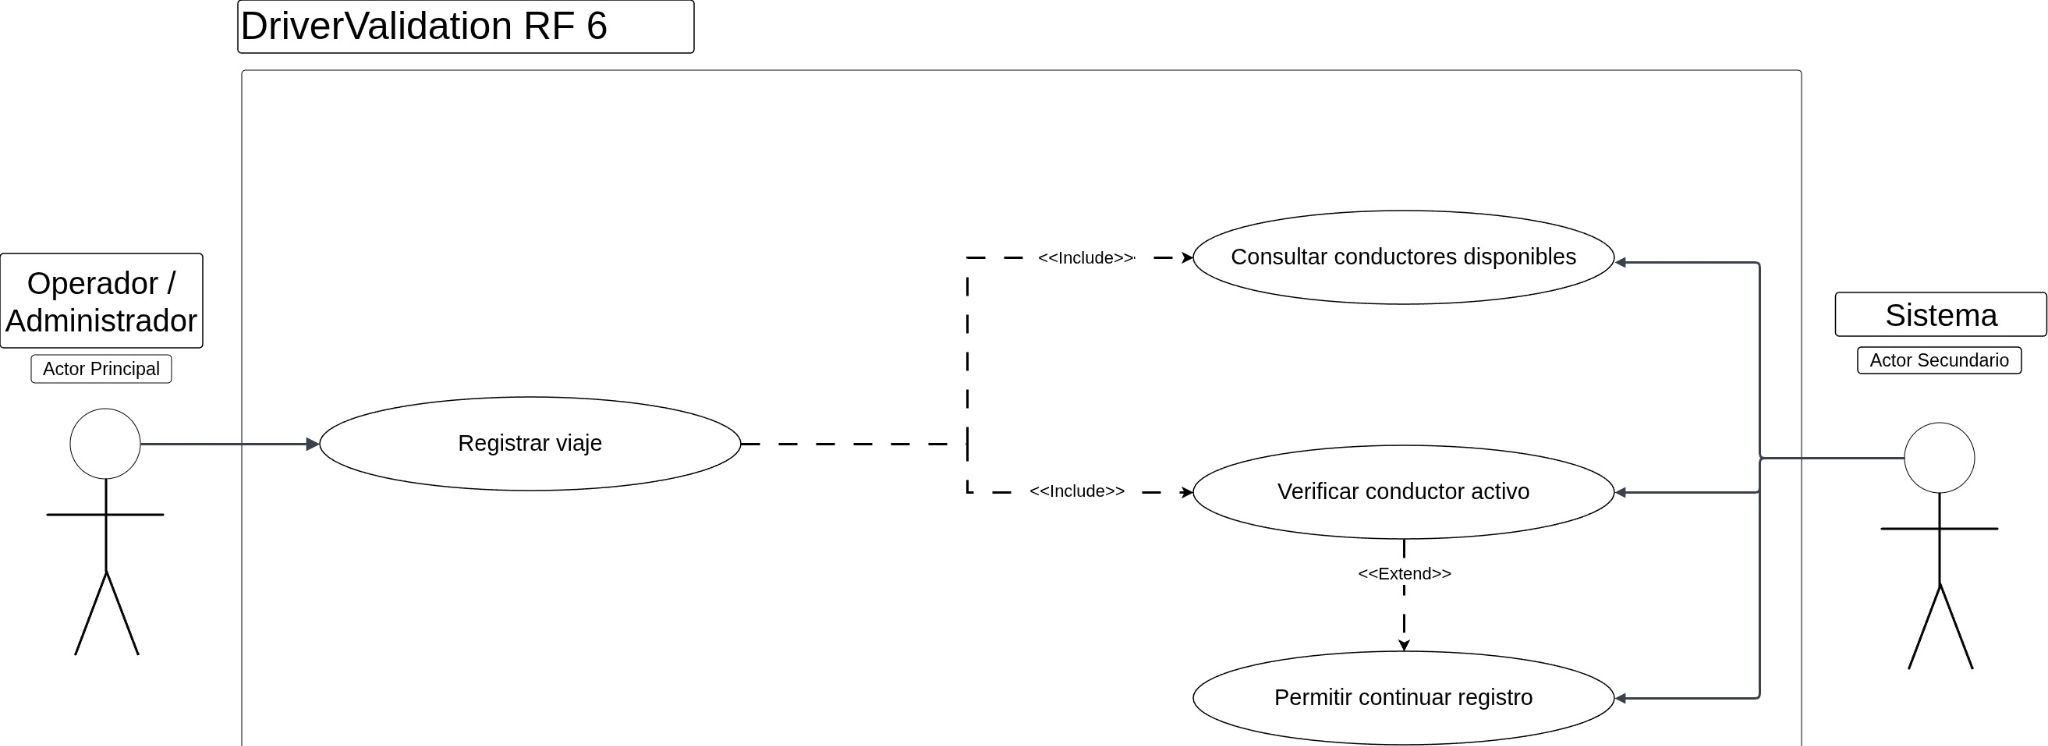 DriverValidation RF 6
Operador /
Administrador
Actor Principal
Registrar viaje
<<Include>>
Consultar conductores disponibles
<<Include>>
Verificar conductor activo
<<Extend>>
Permitir continuar registro
Sistema
Actor Secundario